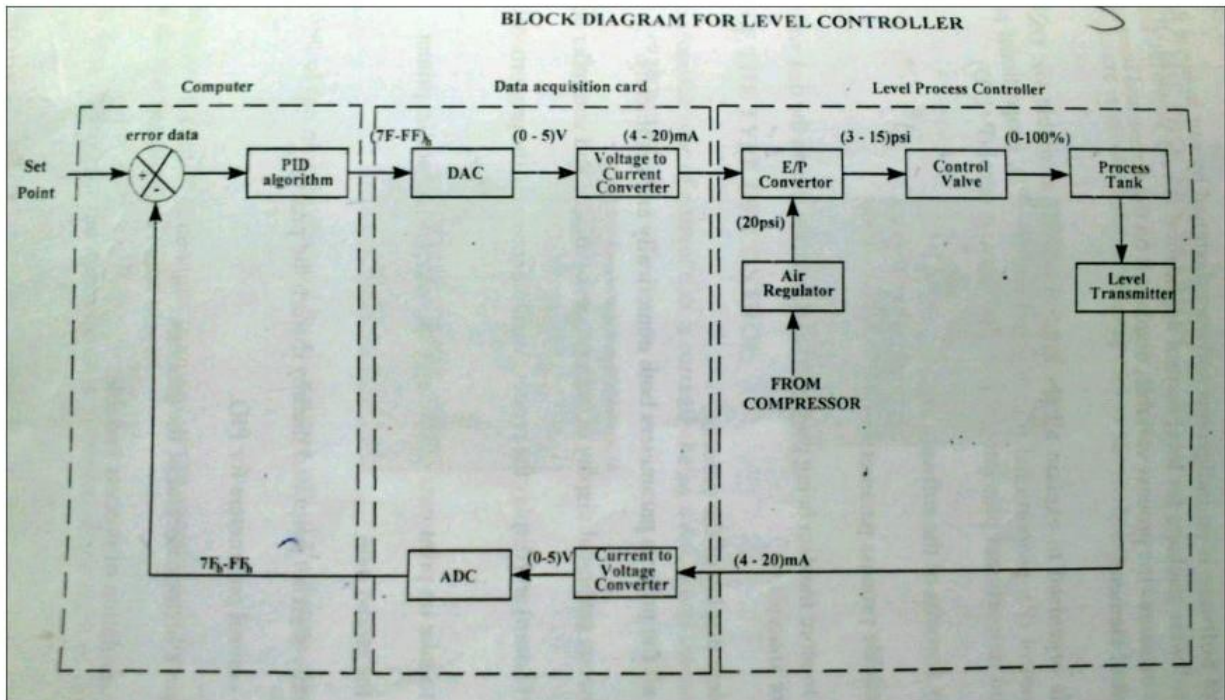 BLOCK DIAGRAM FOR LEVEL CONTROLLER
Computer
Data acquisition card
Level Process Controller
error data
(7F-FF)h
(0 - 5)V
(4 - 20)mA
(3 - 15)psi
(0-100%)
Set
Point
+
-
PID
algorithm
DAC
Voltage to
Current
Converter
E/P
Convertor
Control
Valve
Process
Tank
(20psi)
Air
Regulator
Level
Transmitter
FROM
COMPRESSOR
7Fh-FFh
ADC
(0-5)V
Current to
Voltage
Converter
(4 - 20)mA